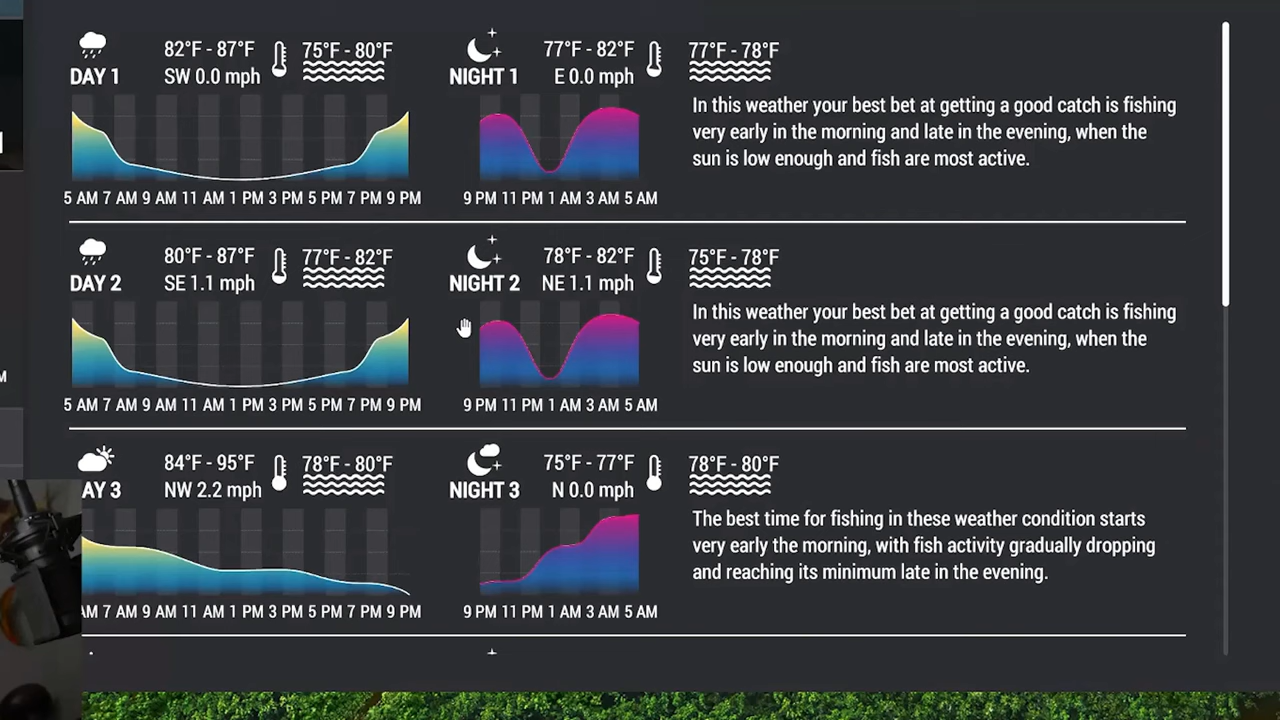 82°F - 87°F 75°F - 80°F 77°F - 82°F 77°F - 78°F
DAY 1 SW 0.0 mph NIGHT 1 E 0.0 mph
In this weather your best bet at getting a good catch is fishing
very early in the morning and late in the evening, when the
sun is low enough and fish are most active.
5 AM 7 AM 9 AM 11 AM 1 PM 3 PM 5 PM 7 PM 9 PM 9 PM 11 PM 1 AM 3 AM 5 AM
80°F - 87°F 77°F - 82°F 78°F - 82°F 75°F - 78°F
DAY 2 SE 1.1 mph NIGHT 2 NE 1.1 mph
In this weather your best bet at getting a good catch is fishing
very early in the morning and late in the evening, when the
sun is low enough and fish are most active.
5 AM 7 AM 9 AM 11 AM 1 PM 3 PM 5 PM 7 PM 9 PM 9 PM 11 PM 1 AM 3 AM 5 AM
84°F - 95°F 78°F - 80°F 75°F - 77°F 78°F - 80°F
AY 3 NW 2.2 mph NIGHT 3 N 0.0 mph
The best time for fishing in these weather condition starts
very early the morning, with fish activity gradually dropping
and reaching its minimum late in the evening.
AM 7 AM 9 AM 11 AM 1 PM 3 PM 5 PM 7 PM 9 PM 9 PM 11 PM 1 AM 3 AM 5 AM